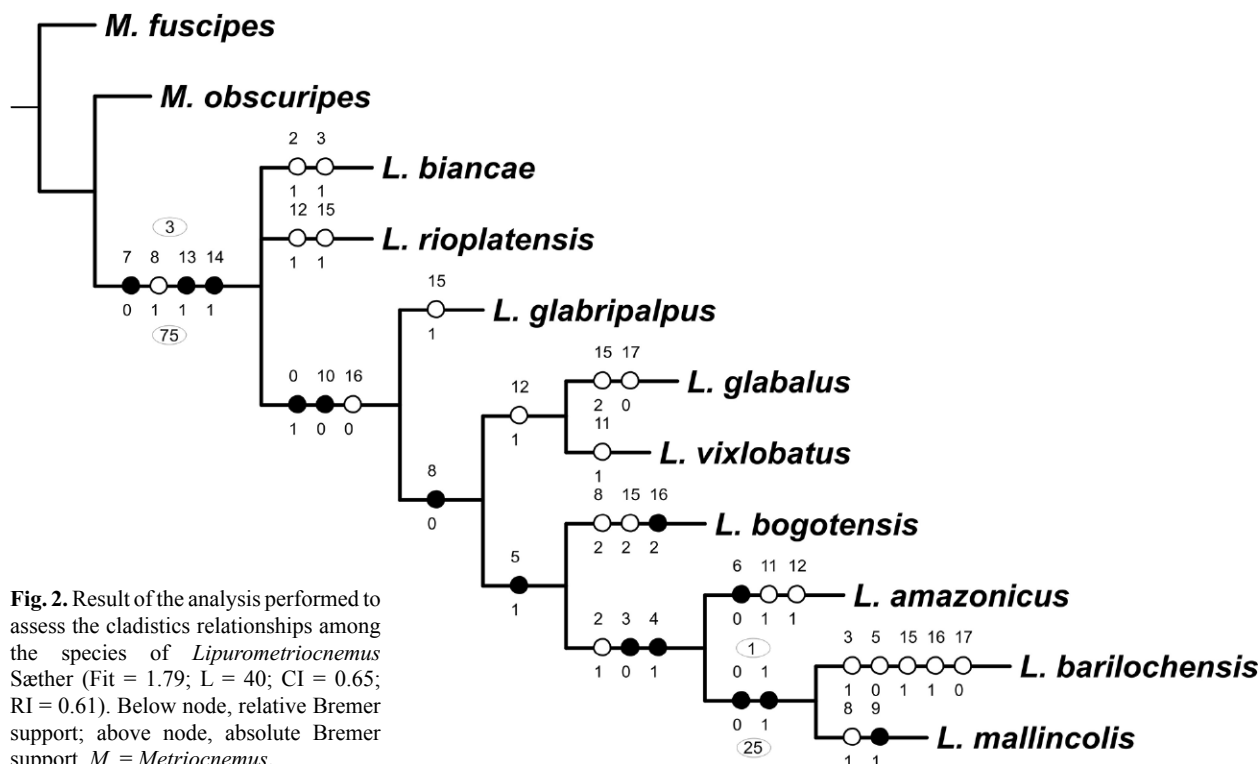 M. fuscipes
M. obscuripes
2 3
L. biancae
1 1
3
12 15
L. rioplatensis
1 1
7 8 13 14
0 1 1 1
75
15
L. glabripalpus
1
0 10 16
1 0 0
15 17
L. glabalus
2 0
12
1
11
L. vixlobatus
1
8
0
8 15 16
L. bogotensis
2 2 2
5
1
6 11 12
L. amazonicus
0 1 1
2 3 4
1 0 1
1
3 5 15 16 17
L. barilochensis
1 0 1 1 0
0 1
0 1
25
8 9
L. mallincolis
1 1
Fig. 2. Result of the analysis performed to
assess the cladistics relationships among
the species of Lipurometriocnemus
Sæther (Fit = 1.79; L = 40; CI = 0.65;
RI = 0.61). Below node, relative Bremer
support; above node, absolute Bremer
support. M. = Metriocnemus